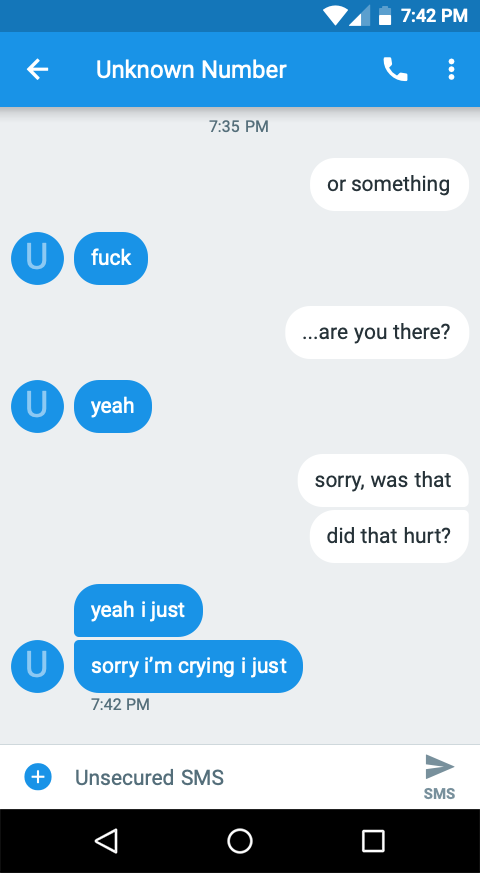 7:42 PM
Unknown Number
7:35 PM
or something
U
fuck
...are you there?
U
yeah
sorry, was that
did that hurt?
yeah i just
U
sorry i’m crying i just
7:42 PM
Unsecured SMS
SMS